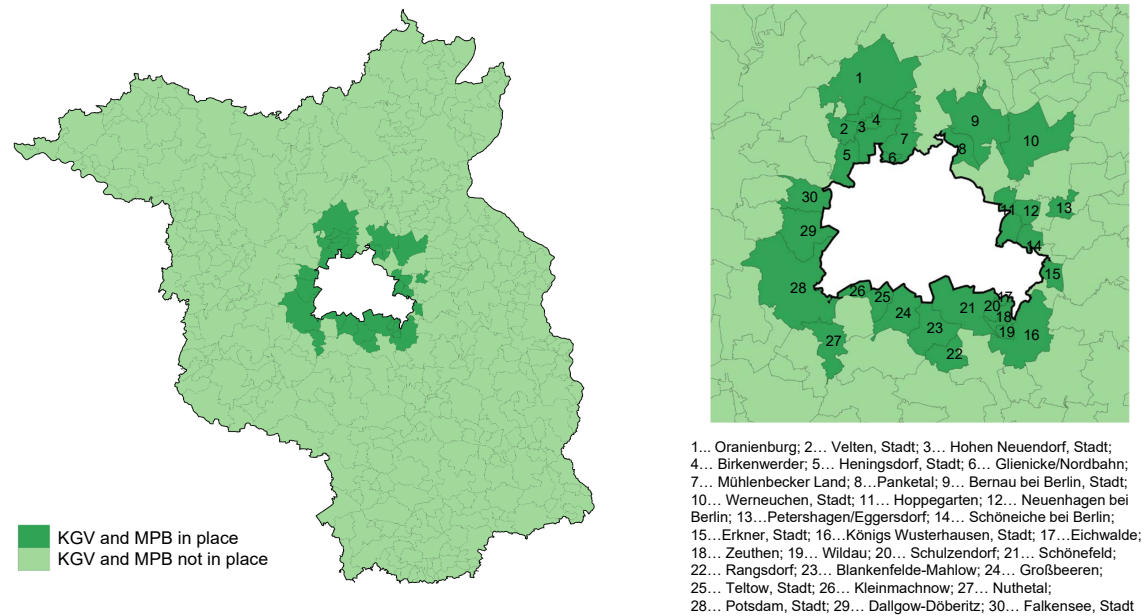 KGV and MPB in place
KGV and MPB not in place
1
2
3
4
5
6
7
8
9
10
11
12
13
14
15
16
17
18
19
20
21
22
23
24
25
26
27
28
29
30
1... Oranienburg; 2… Velten, Stadt; 3… Hohen Neuendorf, Stadt;
4… Birkenwerder; 5… Heningsdorf, Stadt; 6… Glienicke/Nordbahn;
7… Mühlenbecker Land; 8…Panketal; 9… Bernau bei Berlin, Stadt;
10… Werneuchen, Stadt; 11… Hoppegarten; 12… Neuenhagen bei
Berlin; 13…Petershagen/Eggersdorf; 14… Schöneiche bei Berlin;
15…Erkner, Stadt; 16…Königs Wusterhausen, Stadt; 17…Eichwalde;
18… Zeuthen; 19… Wildau; 20… Schulzendorf; 21… Schönefeld;
22… Rangsdorf; 23… Blankenfelde-Mahlow; 24… Großbeeren;
25… Teltow, Stadt; 26… Kleinmachnow; 27… Nuthetal;
28… Potsdam, Stadt; 29… Dallgow-Döberitz; 30… Falkensee, Stadt